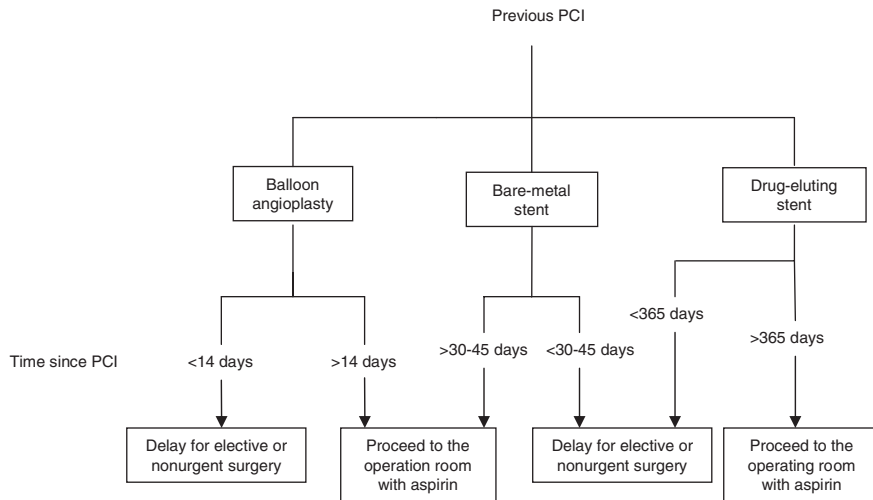 Previous PCI
Balloon
angioplasty
Bare-metal
stent
Drug-eluting
stent
Time since PCI
<14 days
>14 days
>30-45 days
<30-45 days
<365 days
>365 days
Delay for elective or
nonurgent surgery
Proceed to the
operation room
with aspirin
Delay for elective or
nonurgent surgery
Proceed to the
operating room
with aspirin